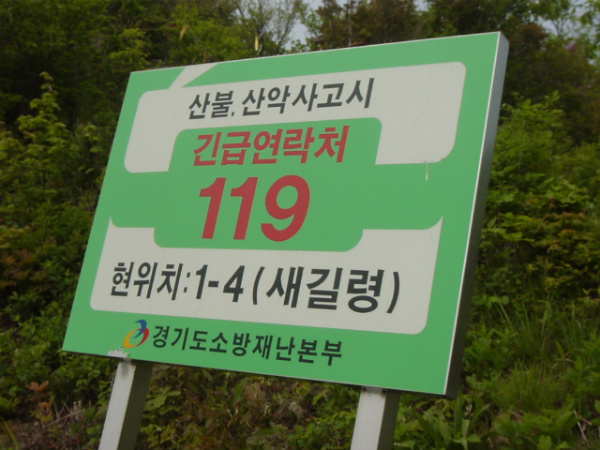 산불, 산악사고시
긴급연락처
119
현위치:1-4(새길령)
경기도소방재난본부